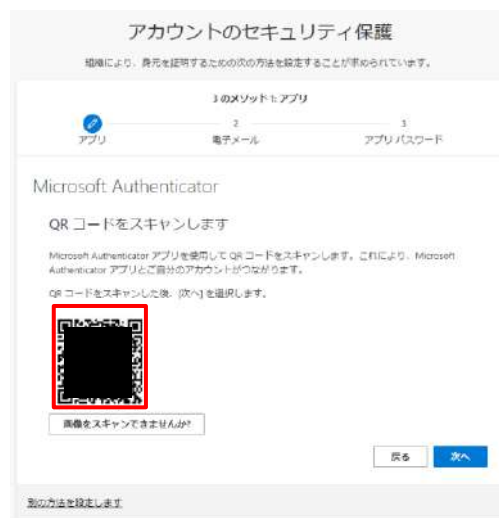 アカウントのセキュリティ保護
組織により、身元を証明するための次の方法を設定することが求められています。
3 のメソッド 1: アプリ
アプリ
2
電子メール
3
アプリ パスワード
Microsoft Authenticator
QR コードをスキャンします
Microsoft Authenticator アプリを使用して QR コードをスキャンします。これにより、Microsoft
Authenticator アプリとご自分のアカウントがつながります。
QR コードをスキャンした後、[次へ] を選択します。
画像をスキャンできませんか?
戻る
次へ
別の方法を設定します